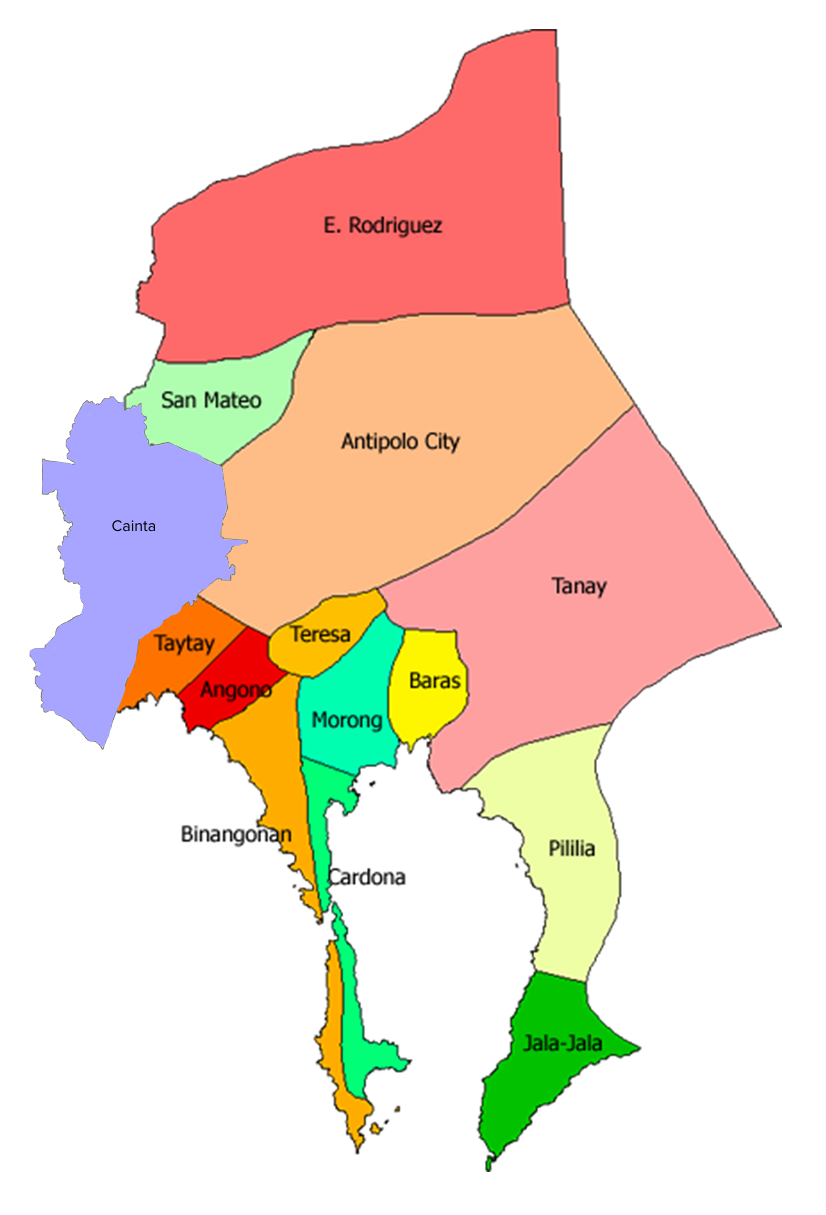 E. Rodriguez
San Mateo
Antipolo City
Cainta
Tanay
Teresa
Taytay
Baras
Angono
Morong
Binangonan
Pililia
Cardona
Jala-Jala